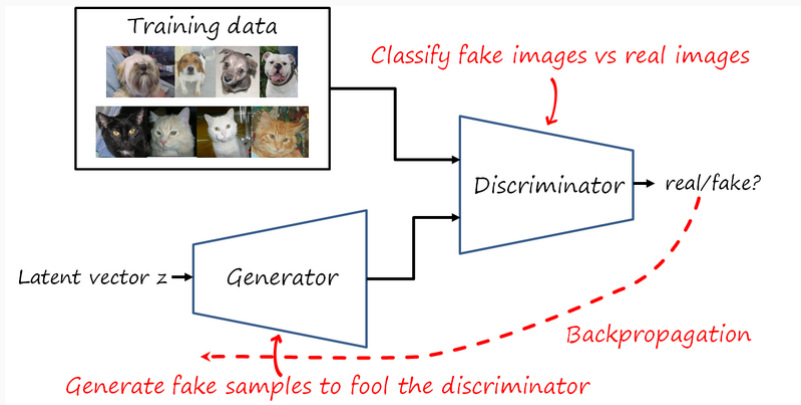 Training data
Classify fake images vs real images
Discriminator
real/fake?
Latent vector z
Generator
Backpropagation
Generate fake samples to fool the discriminator